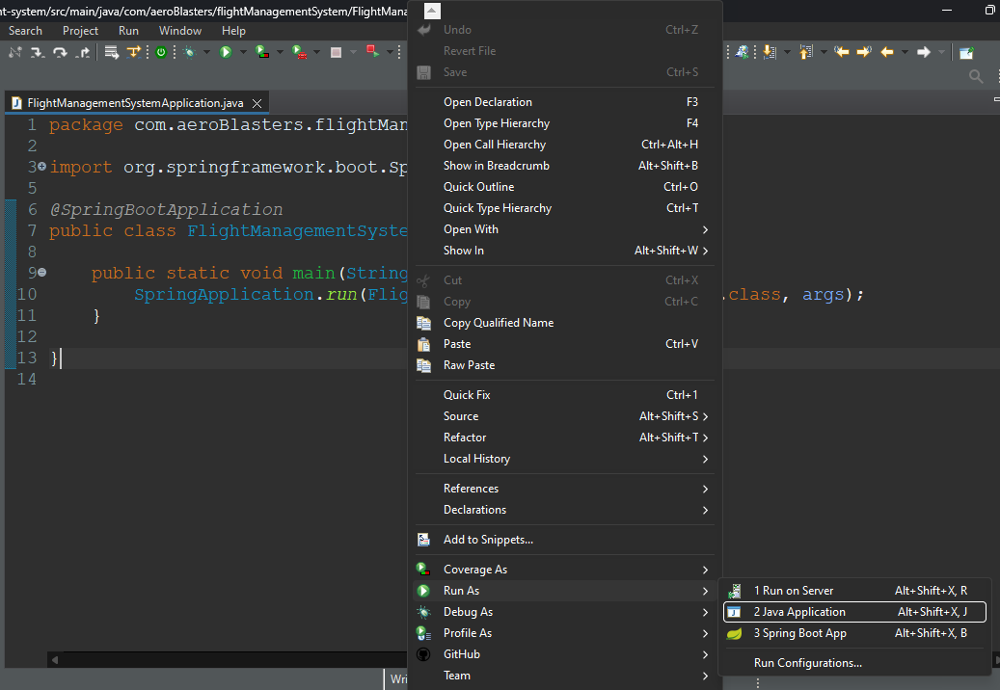 nt-system/src/main/java/com/aeroBlasters/flightManagementSystem/FlightMana
Search Project Run Window Help
FlightManagementSystemApplication.java
1 package com.aeroBlasters.flightMan
2
3 import org.springframework.boot.Sp
5
6 @SpringBootApplication
7 public class FlightManagementSyste
8
9 public static void main(String
10 SpringApplication.run(Flig .class, args);
11 }
12
13 }
14
Undo Ctrl+Z
Revert File
Save Ctrl+S
Open Declaration F3
Open Type Hierarchy F4
Open Call Hierarchy Ctrl+Alt+H
Show in Breadcrumb Alt+Shift+B
Quick Outline Ctrl+O
Quick Type Hierarchy Ctrl+T
Open With
Show In Alt+Shift+W
Cut Ctrl+X
Copy Ctrl+C
Copy Qualified Name
Paste Ctrl+V
Raw Paste
Quick Fix Ctrl+1
Source Alt+Shift+S
Refactor Alt+Shift+T
Local History
References
Declarations
Add to Snippets...
Coverage As
Run As
Debug As
Profile As
GitHub
Team
1 Run on Server Alt+Shift+X, R
2 Java Application Alt+Shift+X, J
3 Spring Boot App Alt+Shift+X, B
Run Configurations...
Wri